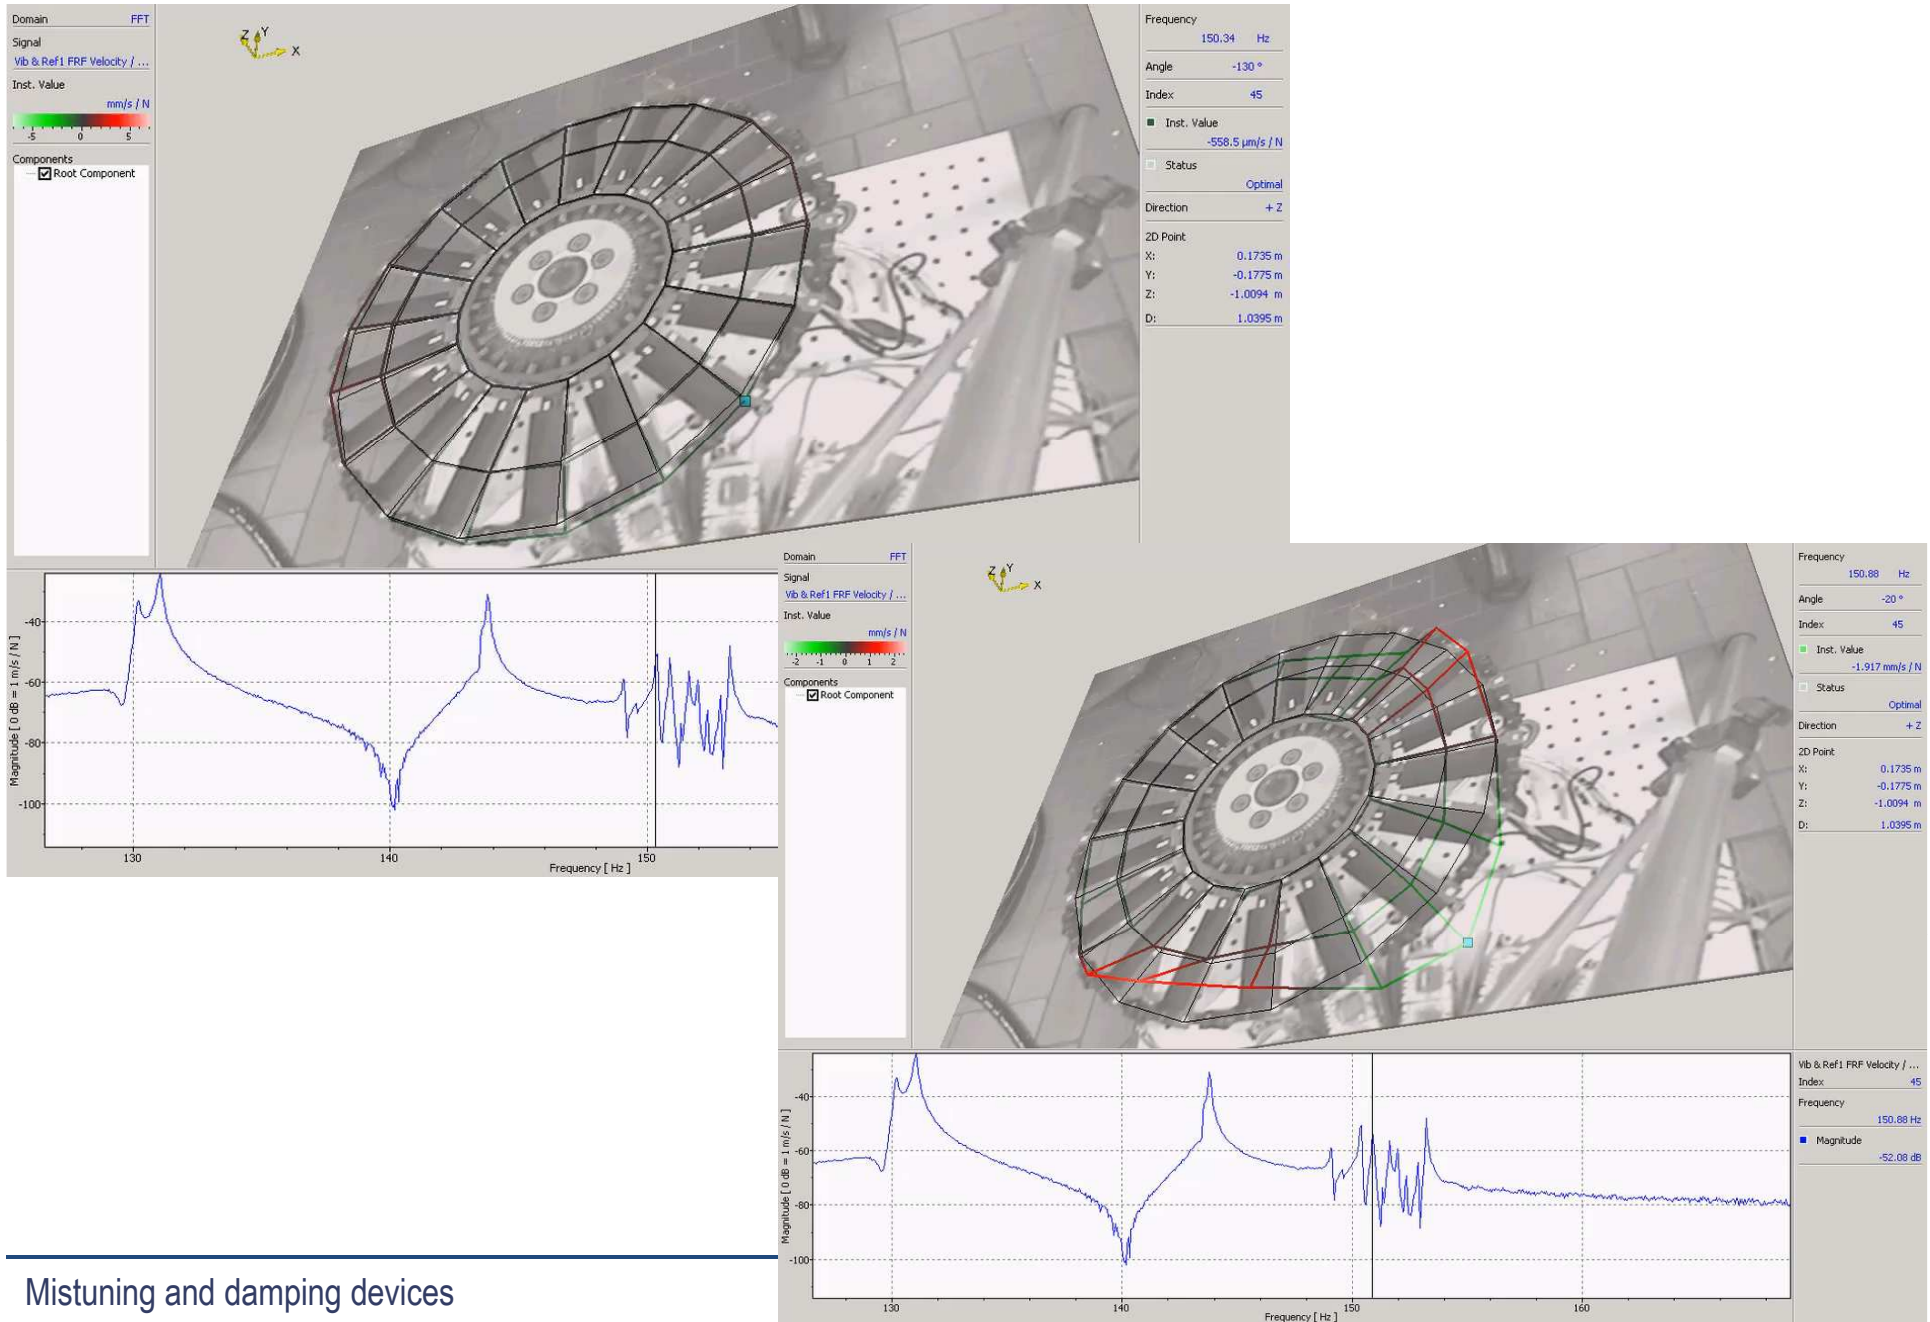 Domain FFT
Signal
Vib & Ref1 FRF Velocity / ...
Inst. Value
mm/s / N
-5 0 5
Components
Root Component
Z Y X
Frequency
150.34 Hz
Angle -130 °
Index 45
Inst. Value
-558.5 µm/s / N
Status
Optimal
Direction + Z
2D Point
X: 0.1735 m
Y: -0.1775 m
Z: -1.0094 m
D: 1.0395 m
Magnitude [ 0 dB = 1 m/s / N ]
-40
-60
-80
-100
130 140 150
Frequency [ Hz ]
Domain FFT
Signal
Vib & Ref1 FRF Velocity / ...
Inst. Value
mm/s / N
-2 -1 0 1 2
Components
Root Component
Z Y X
Frequency
150.88 Hz
Angle -20 °
Index 45
Inst. Value
-1.917 mm/s / N
Status
Optimal
Direction + Z
2D Point
X: 0.1735 m
Y: -0.1775 m
Z: -1.0094 m
D: 1.0395 m
Magnitude [ 0 dB = 1 m/s / N ]
-40
-60
-80
-100
130 140 150 160
Frequency [ Hz ]
Vib & Ref1 FRF Velocity / ...
Index 45
Frequency
150.88 Hz
Magnitude
-52.08 dB
Mistuning and damping devices